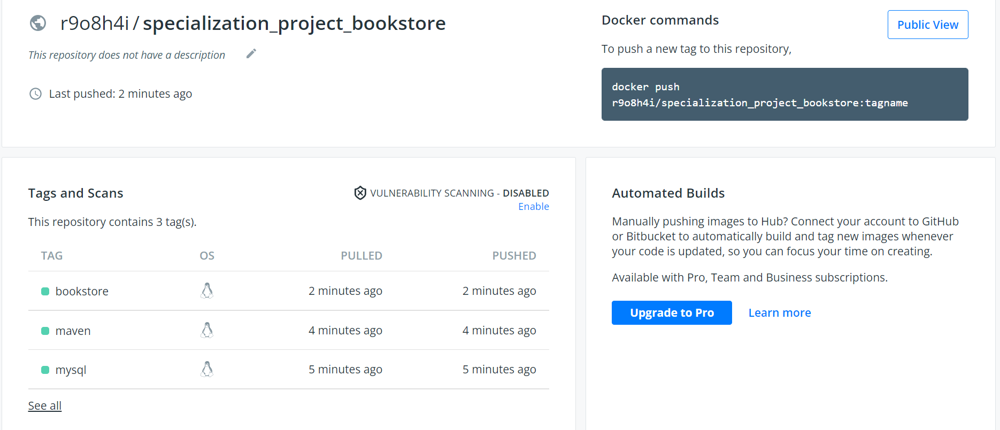 r9o8h4i / specialization_project_bookstore
This repository does not have a description
Last pushed: 2 minutes ago
Docker commands
Public View
To push a new tag to this repository,
docker push
r9o8h4i/specialization_project_bookstore:tagname
Tags and Scans
VULNERABILITY SCANNING - DISABLED
Enable
This repository contains 3 tag(s).
TAG OS PULLED PUSHED
bookstore 2 minutes ago 2 minutes ago
maven 4 minutes ago 4 minutes ago
mysql 5 minutes ago 5 minutes ago
See all
Automated Builds
Manually pushing images to Hub? Connect your account to GitHub
or Bitbucket to automatically build and tag new images whenever
your code is updated, so you can focus your time on creating.
Available with Pro, Team and Business subscriptions.
Upgrade to Pro Learn more